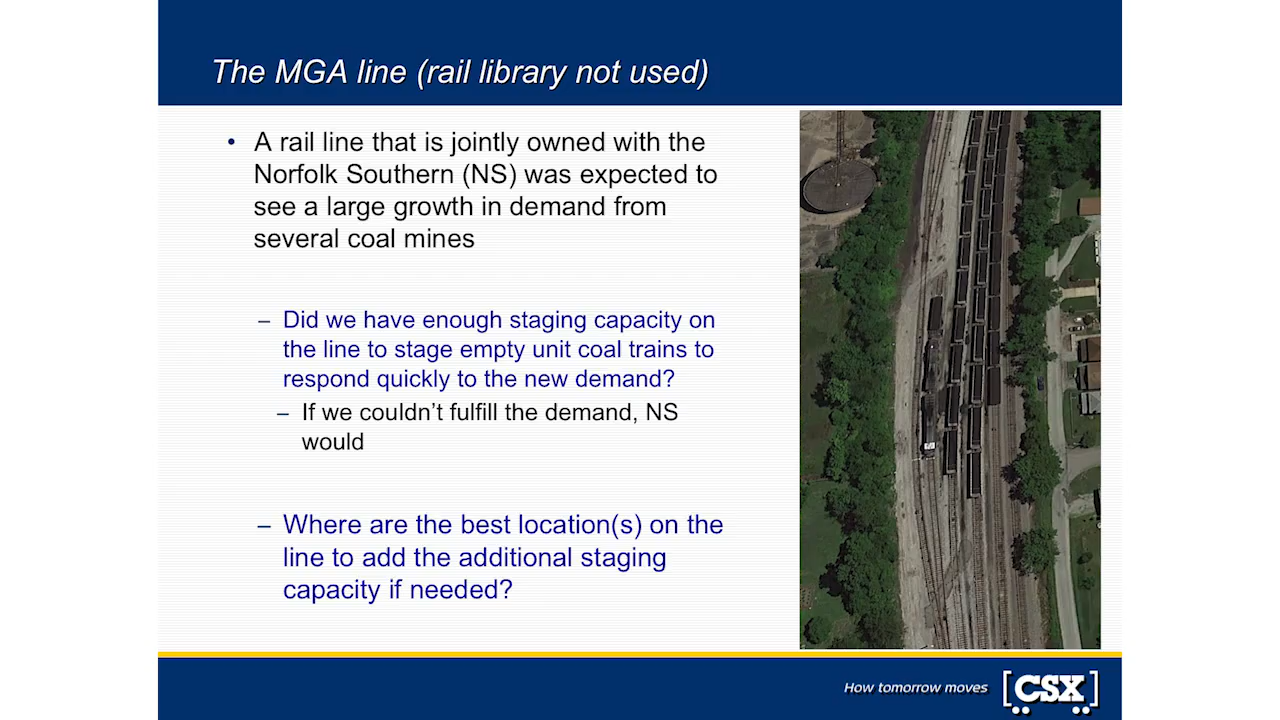 The MGA line (rail library not used)
• A rail line that is jointly owned with the
Norfolk Southern (NS) was expected to
see a large growth in demand from
several coal mines
– Did we have enough staging capacity on
the line to stage empty unit coal trains to
respond quickly to the new demand?
– If we couldn’t fulfill the demand, NS
would
– Where are the best location(s) on the
line to add the additional staging
capacity if needed?
How tomorrow moves
[CSX]